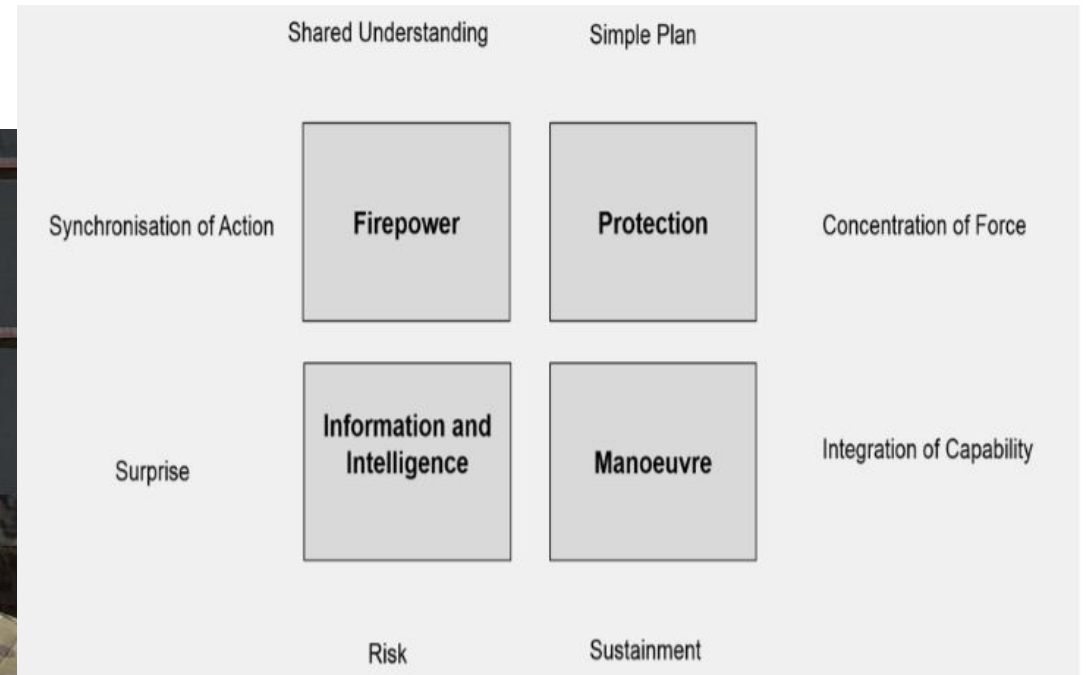 Shared Understanding
Simple Plan
Synchronisation of Action
Firepower
Protection
Concentration of Force
Information and
Intelligence
Manoeuvre
Integration of Capability
Surprise
Risk
Sustainment